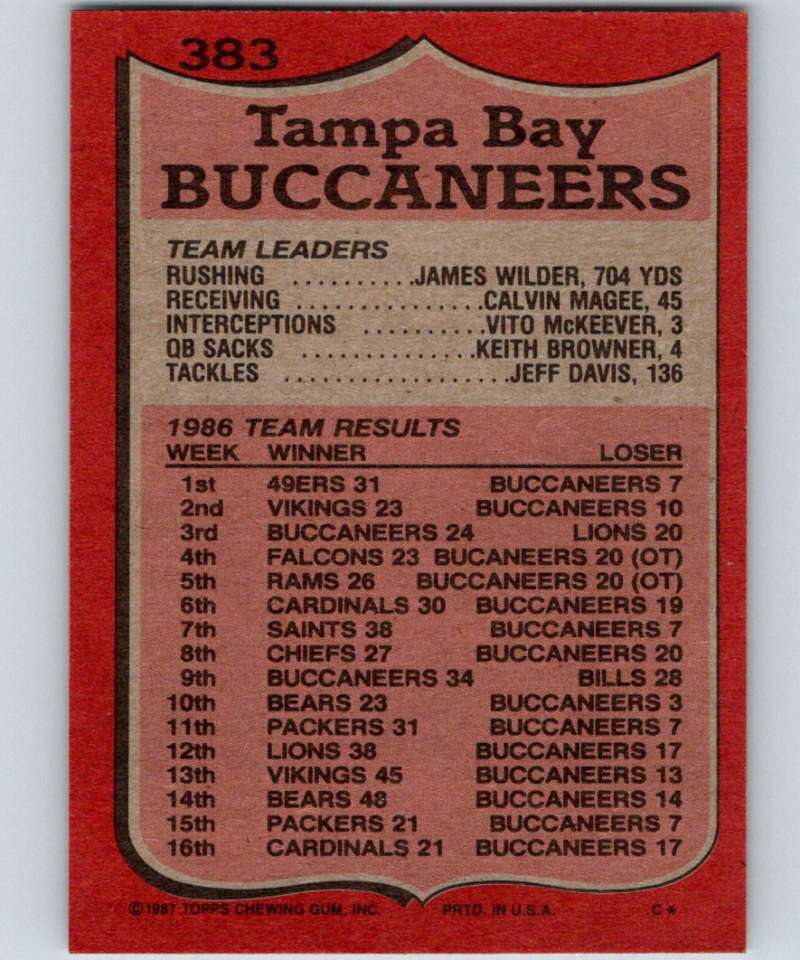 383
Tampa Bay
BUCCANEERS
TEAM LEADERS
RUSHING ..........JAMES WILDER, 704 YDS
RECEIVING ................CALVIN MAGEE, 45
INTERCEPTIONS ..........VITO McKEEVER, 3
QB SACKS ...............KEITH BROWNER, 4
TACKLES ...................JEFF DAVIS, 136
1986 TEAM RESULTS
WEEK WINNER LOSER
1st 49ERS 31 BUCCANEERS 7
2nd VIKINGS 23 BUCCANEERS 10
3rd BUCCANEERS 24 LIONS 20
4th FALCONS 23 BUCANEERS 20 (OT)
5th RAMS 26 BUCCANEERS 20 (OT)
6th CARDINALS 30 BUCCANEERS 19
7th SAINTS 38 BUCCANEERS 7
8th CHIEFS 27 BUCCANEERS 20
9th BUCCANEERS 34 BILLS 28
10th BEARS 23 BUCCANEERS 3
11th PACKERS 31 BUCCANEERS 7
12th LIONS 38 BUCCANEERS 17
13th VIKINGS 45 BUCCANEERS 13
14th BEARS 48 BUCCANEERS 14
15th PACKERS 21 BUCCANEERS 7
16th CARDINALS 21 BUCCANEERS 17
© 1987 TOPPS CHEWING GUM, INC. PRTD. IN U.S.A. C*